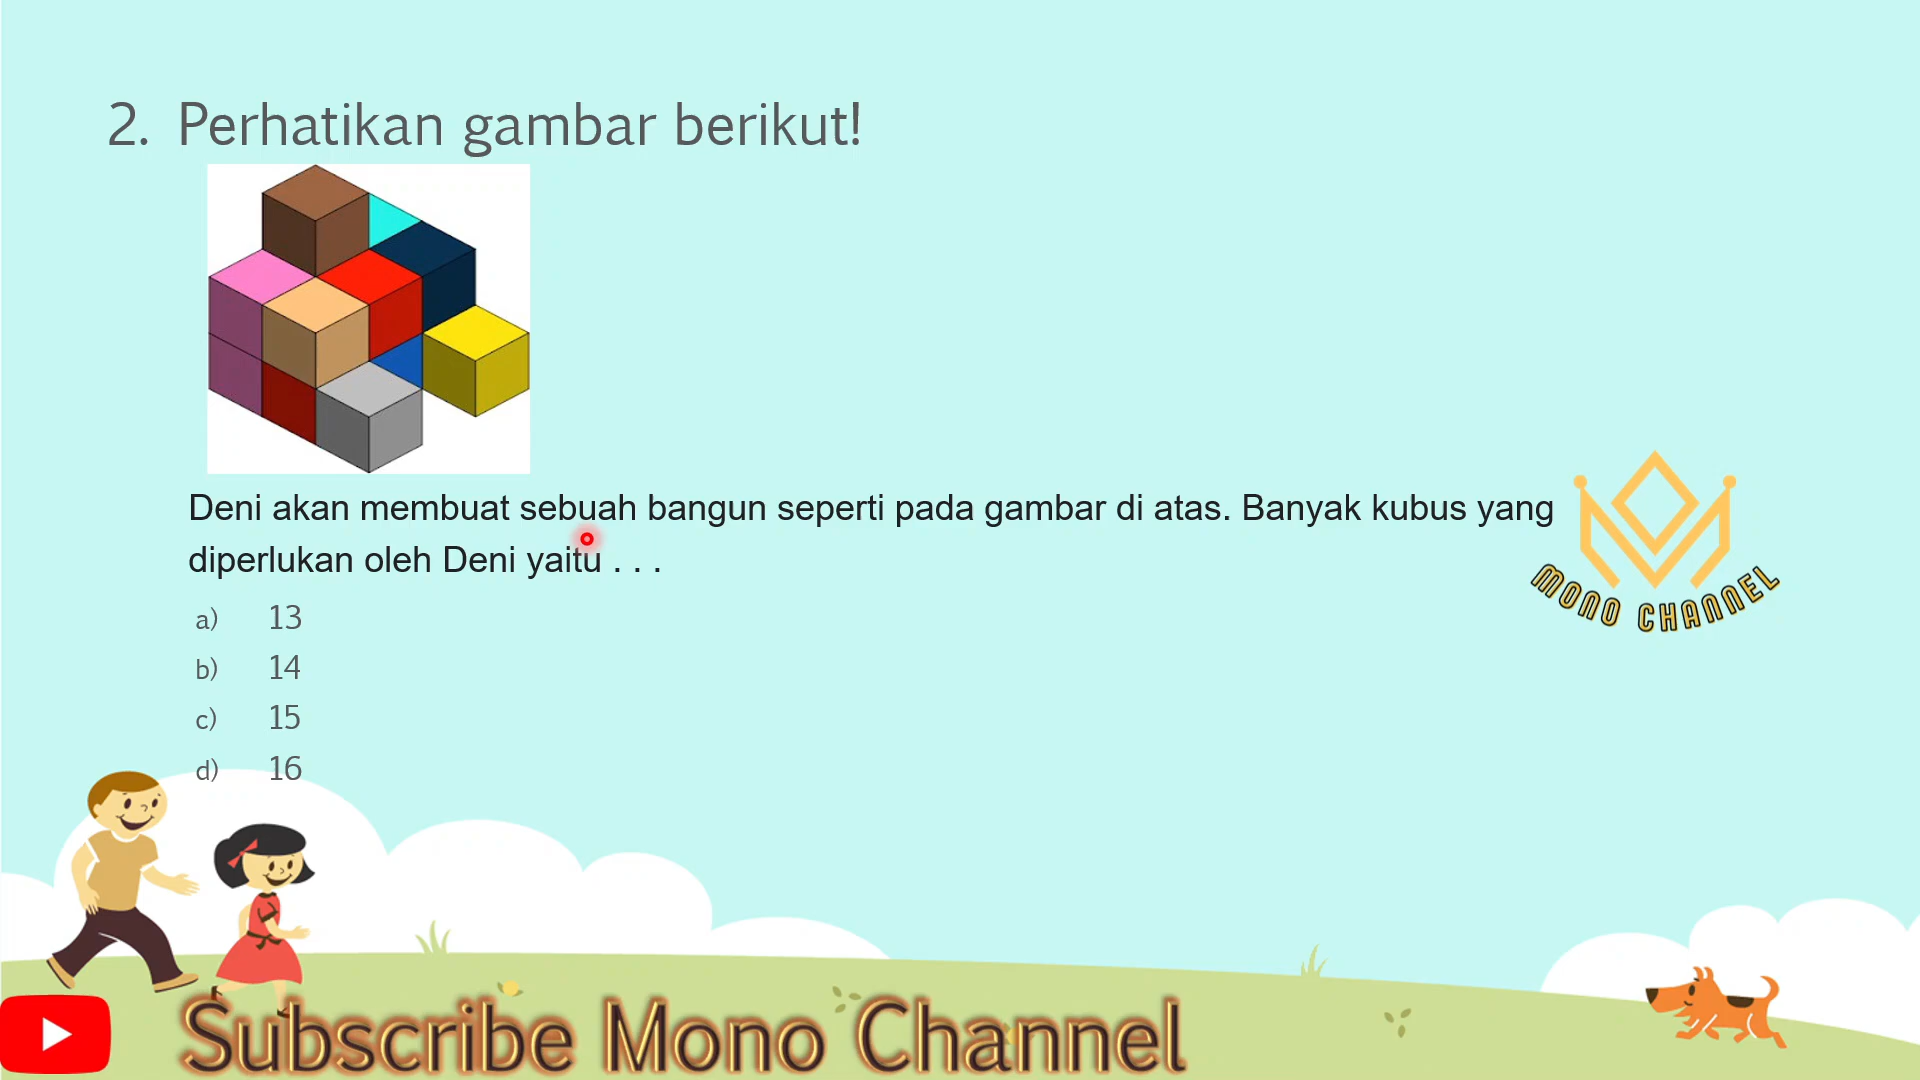 2. Perhatikan gambar berikut!
Deni akan membuat sebuah bangun seperti pada gambar di atas. Banyak kubus yang
diperlukan oleh Deni yaitu . . .
a) 13
b) 14
c) 15
d) 16
MONO CHANNEL
Subscribe Mono Channel